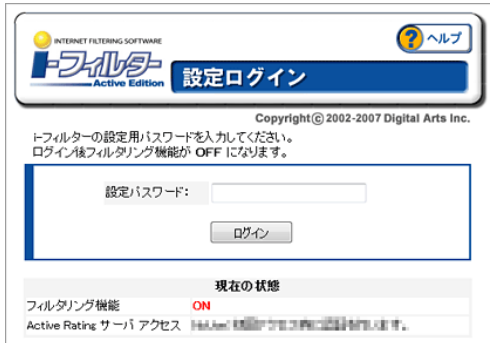 INTERNET FILTERING SOFTWARE
i-フィルター
Active Edition
設定ログイン
ヘルプ
Copyright© 2002-2007 Digital Arts Inc.
i-フィルターの設定用パスワードを入力してください。
ログイン後フィルタリング機能が OFF になります。
設定パスワード：
ログイン
現在の状態
フィルタリング機能 ON
Active Rating サーバ アクセス